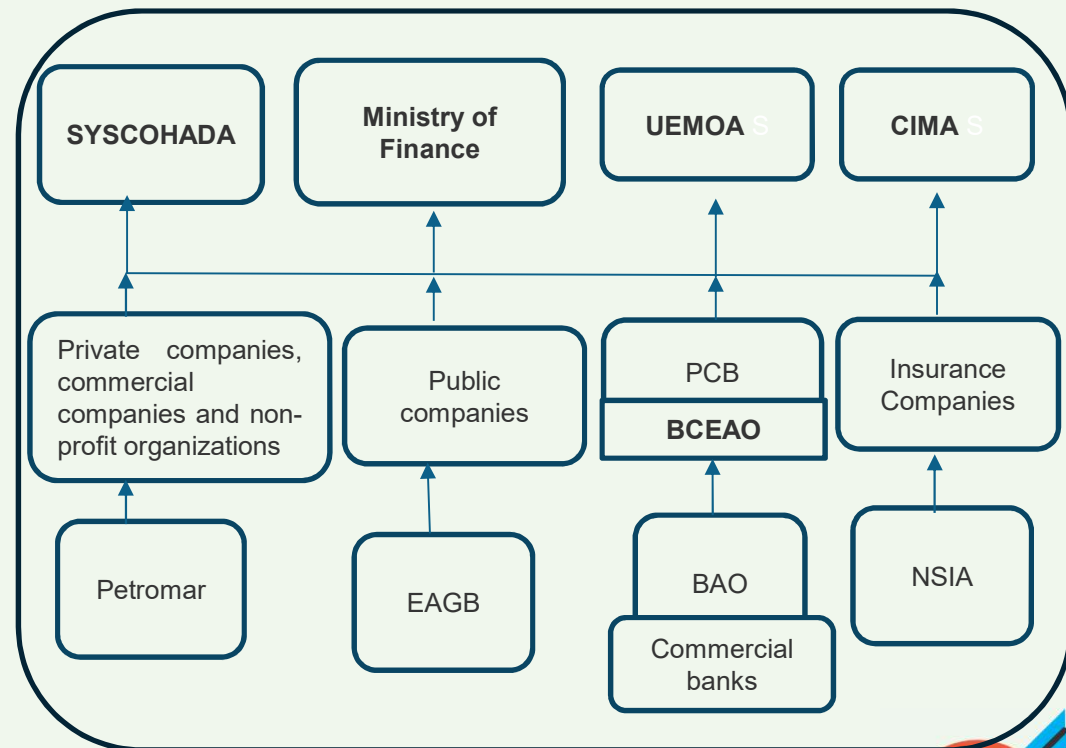 SYSCOHADA
Ministry of
Finance
UEMOA S
CIMA S
Private companies,
commercial
companies and non-
profit organizations
Public
companies
PCB
BCEAO
Insurance
Companies
Petromar
EAGB
BAO
Commercial
banks
NSIA